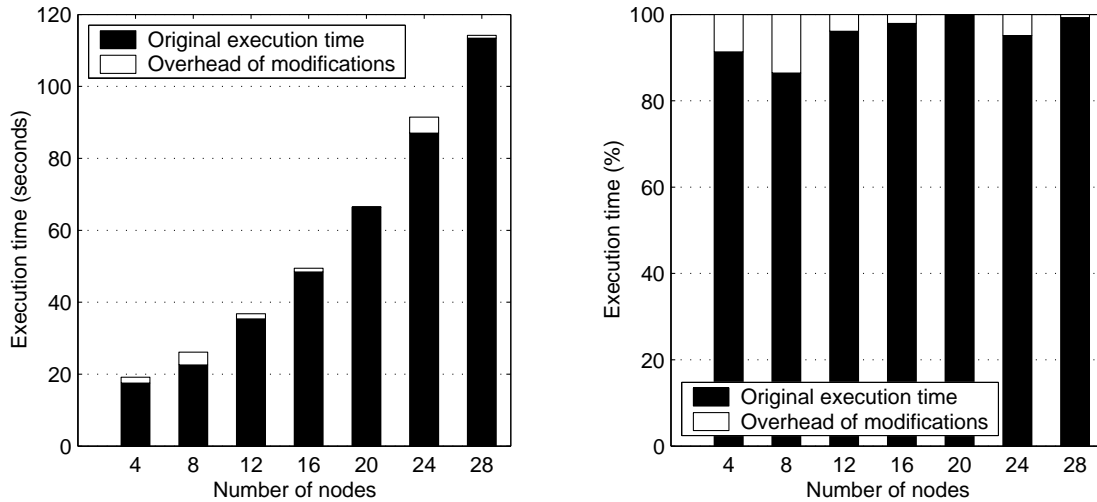 120
100
80
60
40
20
0
Execution time (seconds)
Original execution time
Overhead of modifications
4 8 12 16 20 24 28
Number of nodes
100
80
60
40
20
0
Execution time (%)
Original execution time
Overhead of modifications
4 8 12 16 20 24 28
Number of nodes